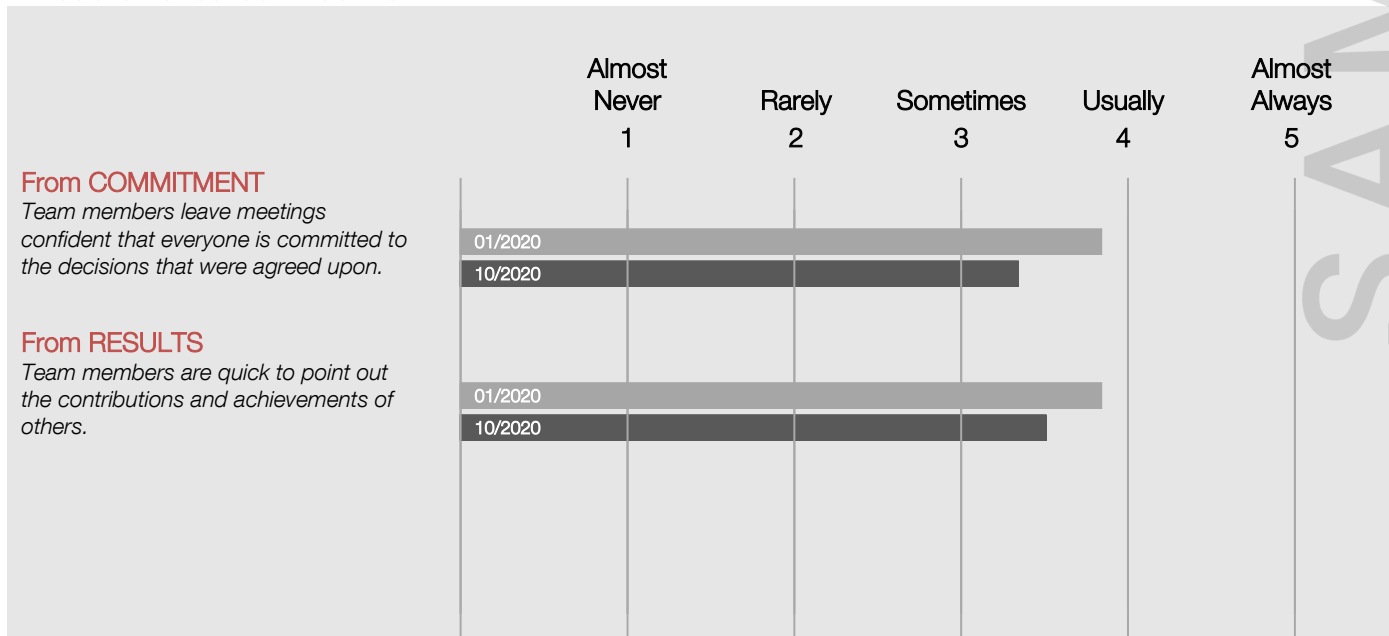 Almost
Never
Rarely
Sometimes
Usually
Almost
Always
1
2
3
4
5
From COMMITMENT
Team members leave meetings
confident that everyone is committed to
the decisions that were agreed upon.
01/2020
10/2020
From RESULTS
Team members are quick to point out
the contributions and achievements of
others.
01/2020
10/2020